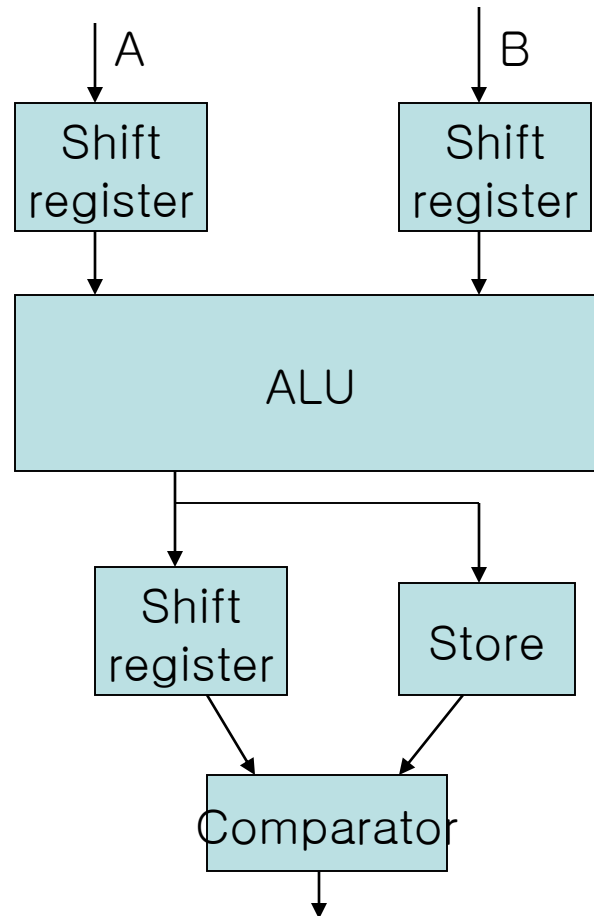 A
B
Shift
register
Shift
register
ALU
Shift
register
Store
Comparator